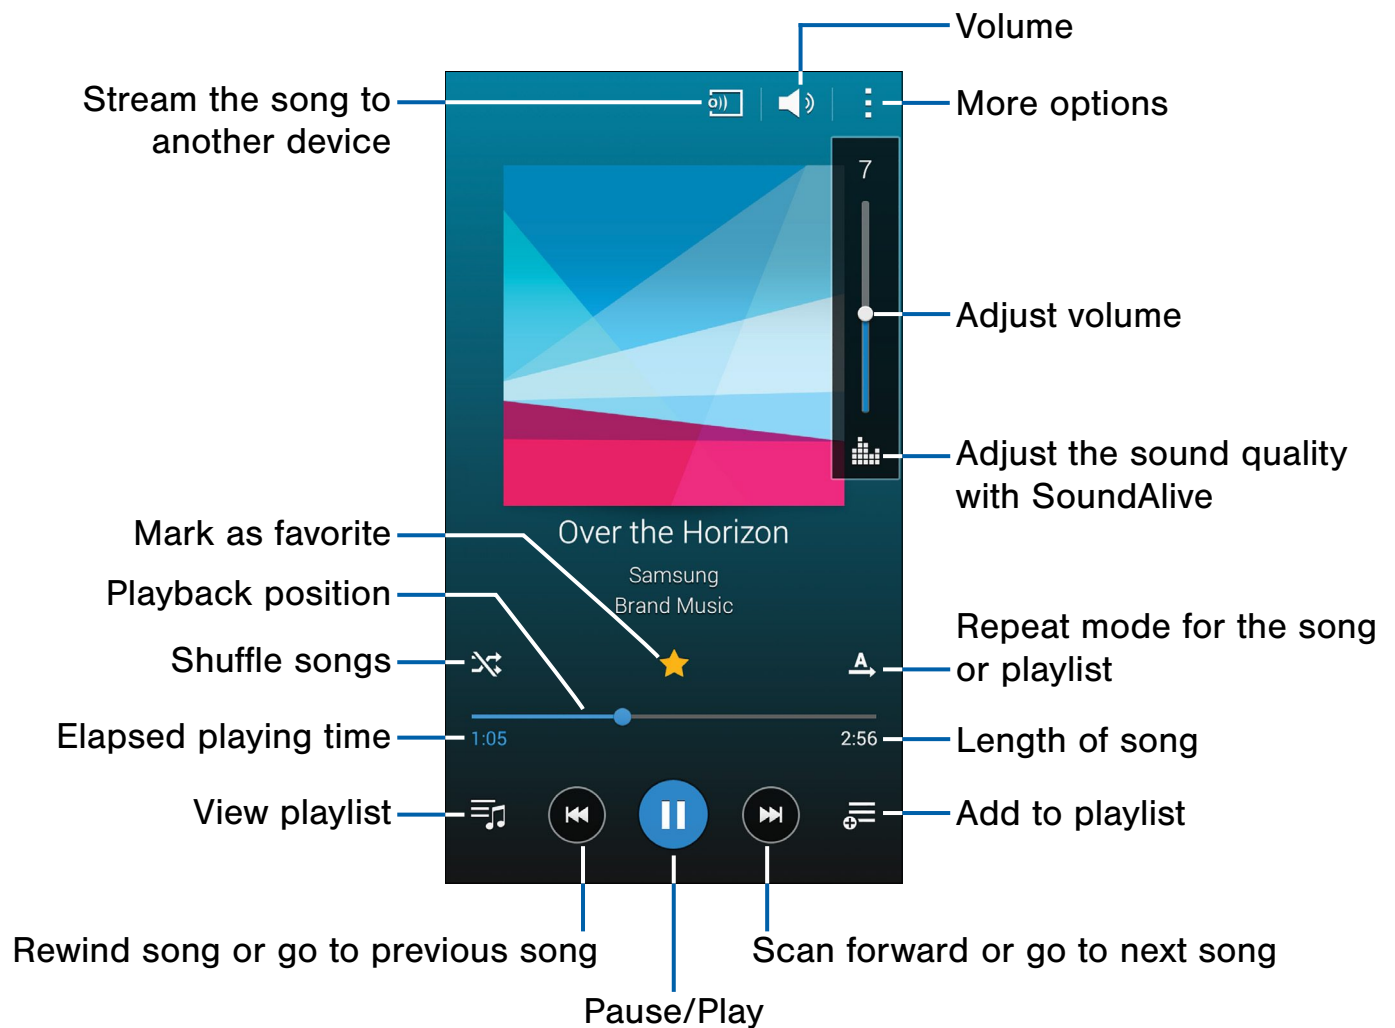 Volume
Stream the song to
another device
More options
7
Adjust volume
Adjust the sound quality
with SoundAlive
Over the Horizon
Samsung
Brand Music
Mark as favorite
Playback position
Shuffle songs
A
Repeat mode for the song
or playlist
Elapsed playing time
1:05
2:56
Length of song
View playlist
Add to playlist
Rewind song or go to previous song
Scan forward or go to next song
Pause/Play